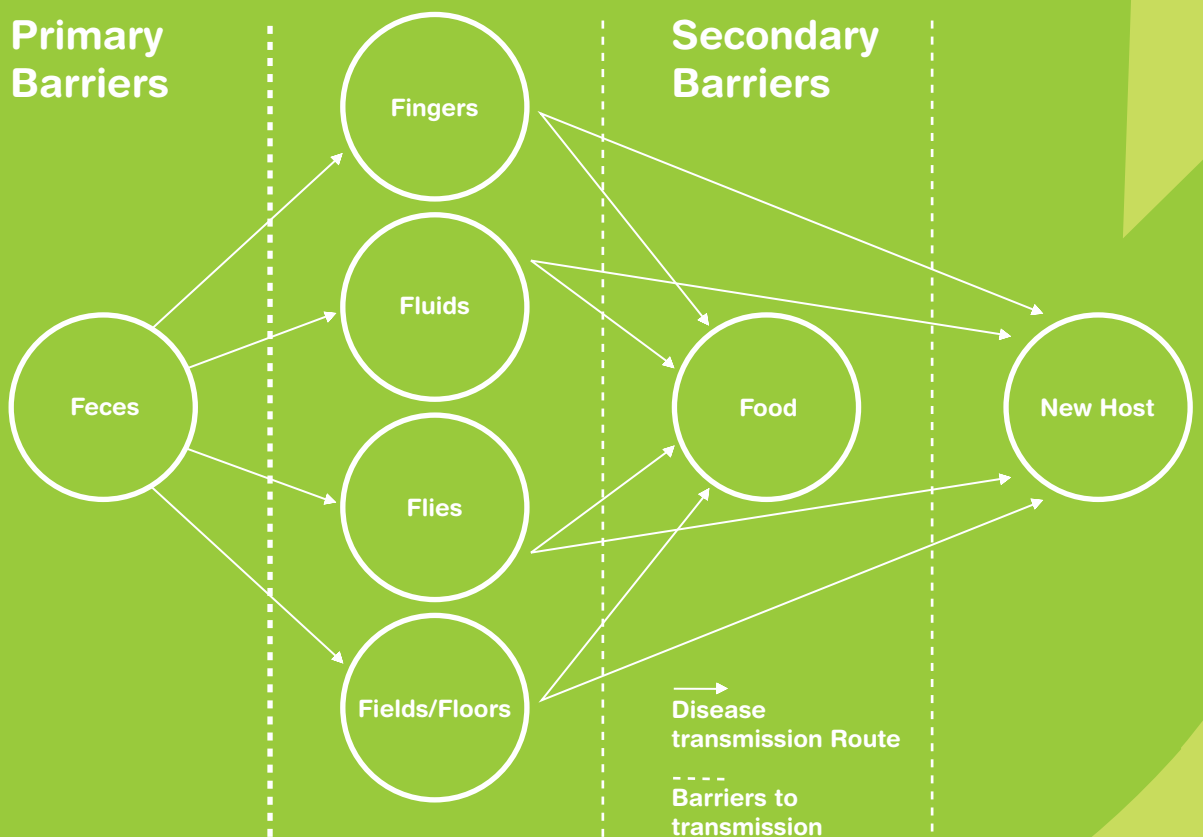 Primary
Barriers
Secondary
Barriers
Fingers
Fluids
Feces
Food
New Host
Flies
Fields/Floors
Disease
transmission Route
Barriers to
transmission